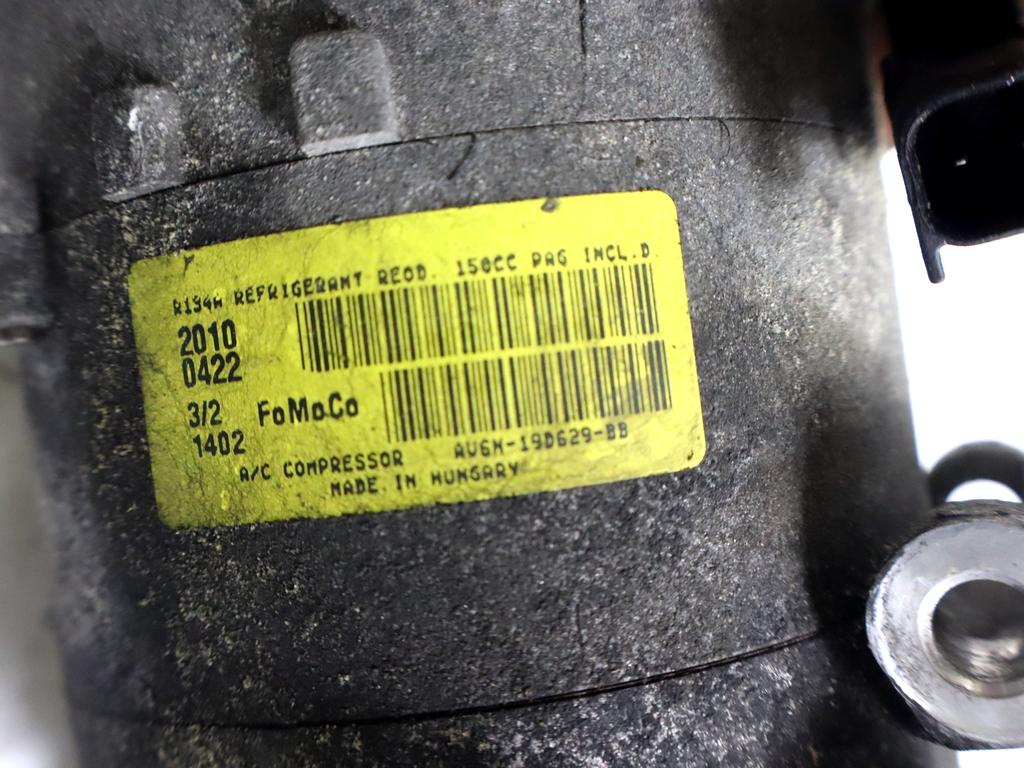 R134A REFRIGERANT REQD. 150CC PAG INCL.D
2010
0422
3/2 FoMoCo
1402
AV6N-19D629-BB
A/C COMPRESSOR
MADE IN HUNGARY